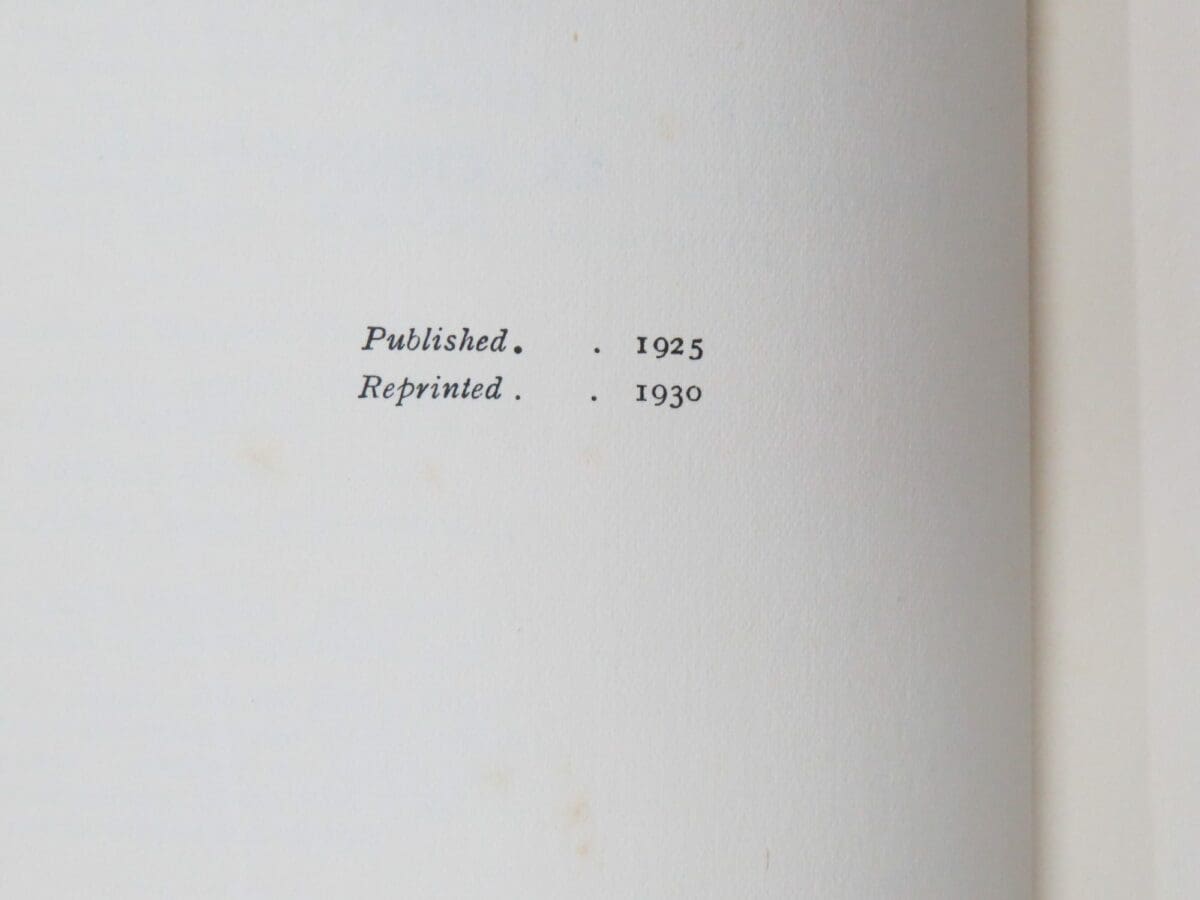 Published. . 1925
Reprinted . . 1930